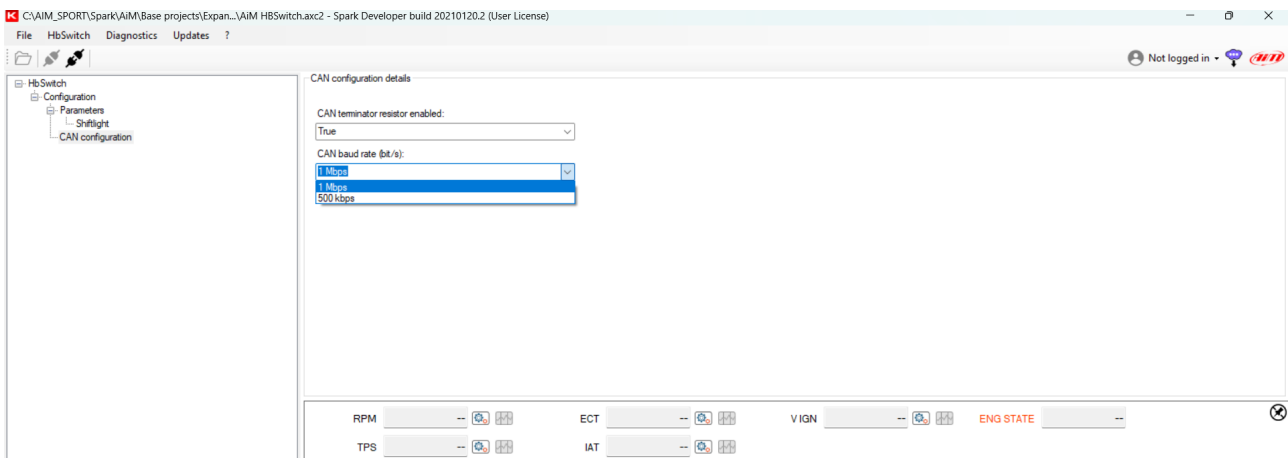 C:\AIM_SPORT\Spark\AiM\Base projects\Expan...\AiM HBSwitch.axc2 - Spark Developer build 20210120.2 (User License)
File HbSwitch Diagnostics Updates ?
Not logged in
AiM
HbSwitch
Configuration
Parameters
Shiftlight
CAN configuration
CAN configuration details
CAN terminator resistor enabled:
True
CAN baud rate (bit/s):
1 Mbps
1 Mbps
500 kbps
RPM -- ECT -- V IGN -- ENG STATE --
TPS -- IAT --